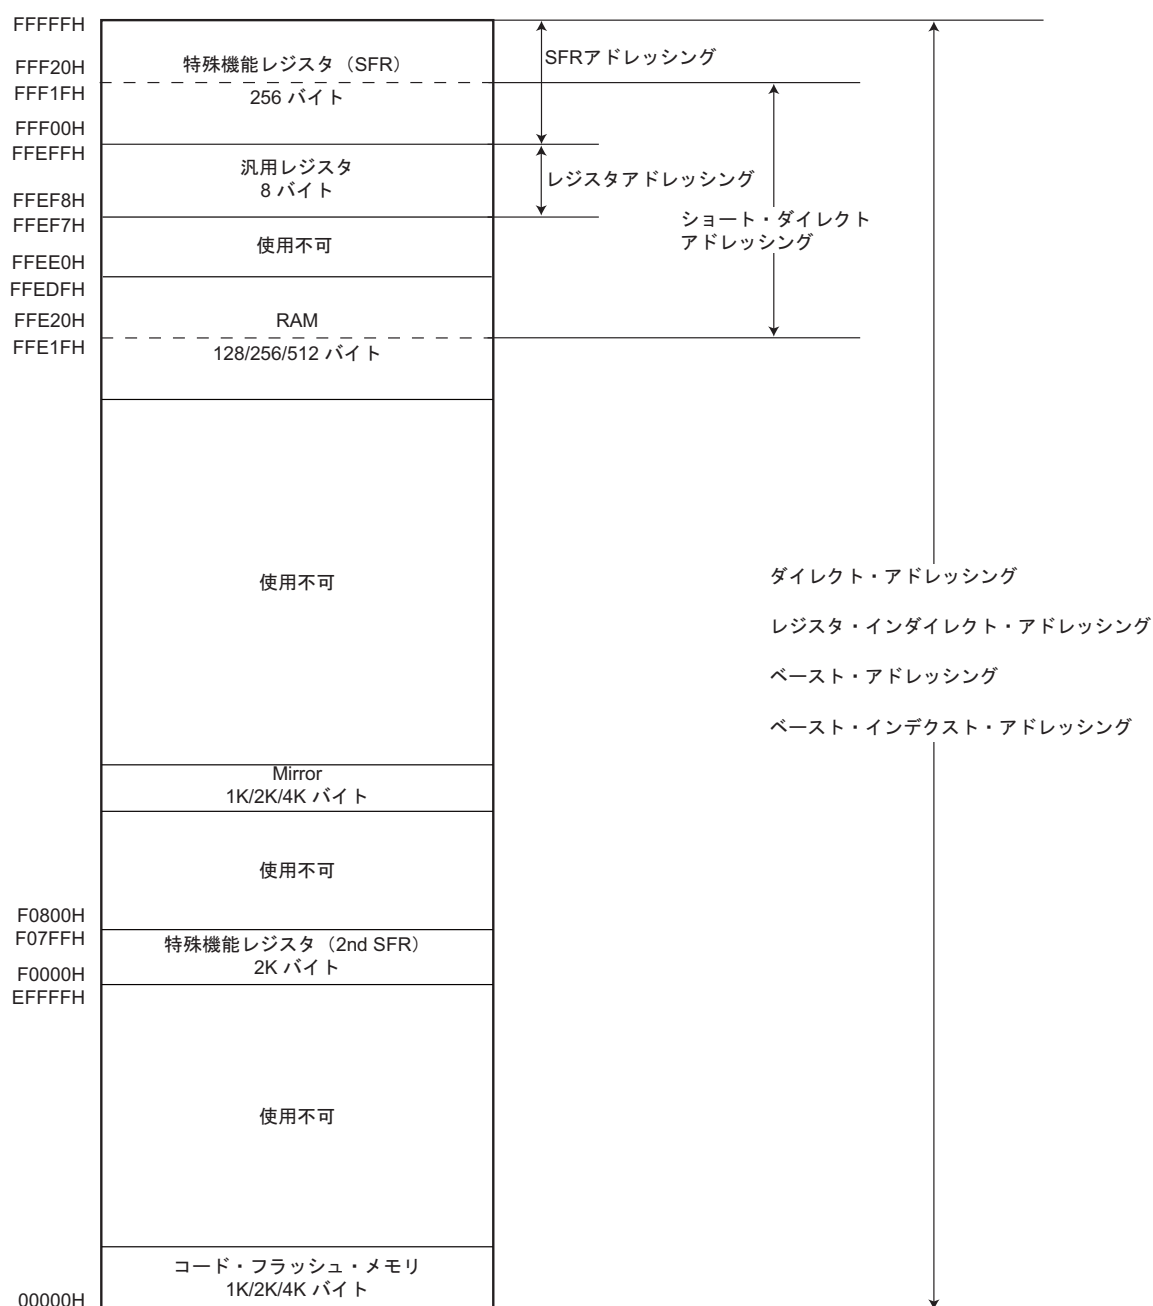 FFFFFH
SFRアドレッシング
特殊機能レジスタ（SFR）
256 バイト
FFF20H
FFF1FH
FFF00H
FFEFFH
汎用レジスタ
8 バイト
レジスタアドレッシング
FFEF8H
FFEF7H
ショート・ダイレクト
アドレッシング
使用不可
FFEE0H
FFEDFH
FFE20H
RAM
128/256/512 バイト
FFE1FH
使用不可
ダイレクト・アドレッシング
レジスタ・インダイレクト・アドレッシング
ベースト・アドレッシング
ベースト・インデクスト・アドレッシング
Mirror
1K/2K/4K バイト
使用不可
F0800H
F07FFH
特殊機能レジスタ（2nd SFR）
2K バイト
F0000H
EFFFFH
使用不可
コード・フラッシュ・メモリ
1K/2K/4K バイト
00000H